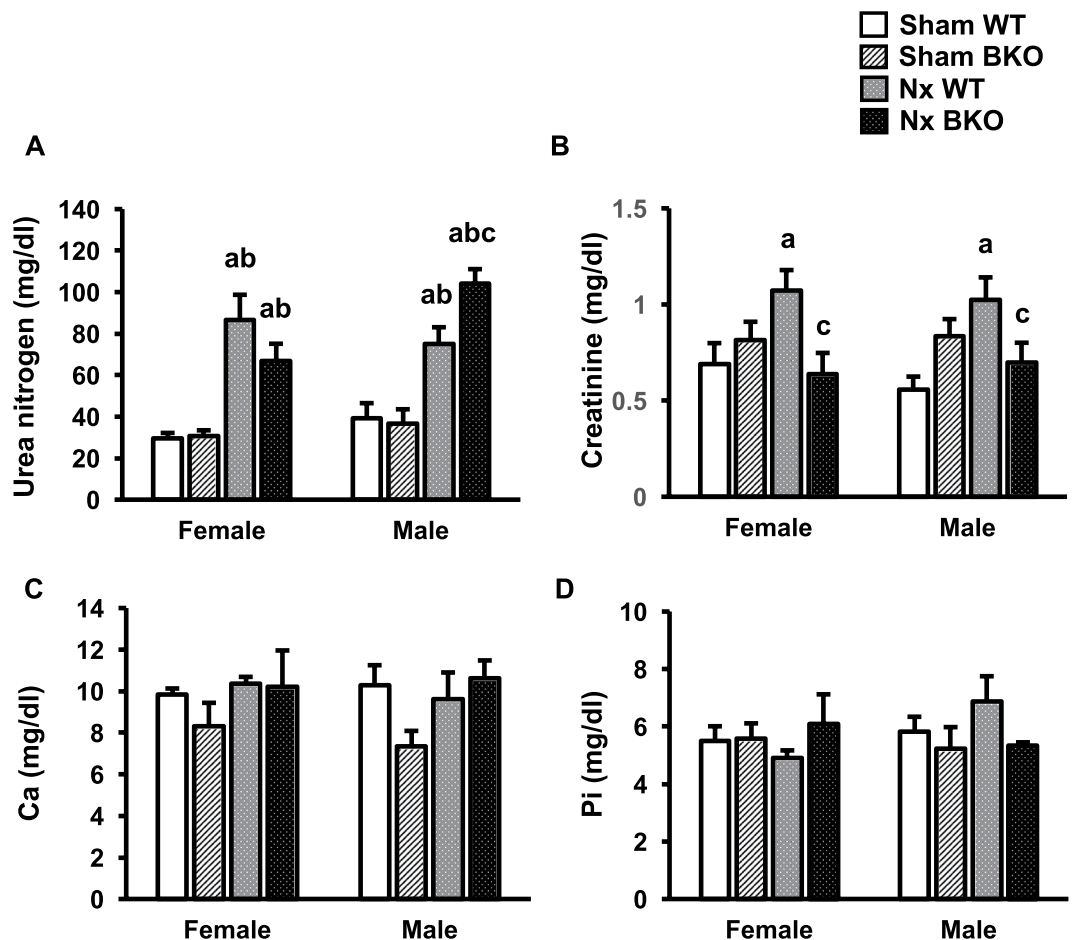 Sham WT
Sham BKO
Nx WT
Nx BKO
A
Urea nitrogen (mg/dl)
140
120
100
80
60
40
20
0
ab
ab
ab
abc
Female
Male
B
Creatinine (mg/dl)
1.5
1
0.5
0
a
c
a
c
Female
Male
C
Ca (mg/dl)
14
12
10
8
6
4
2
0
Female
Male
D
Pi (mg/dl)
10
8
6
4
2
0
Female
Male